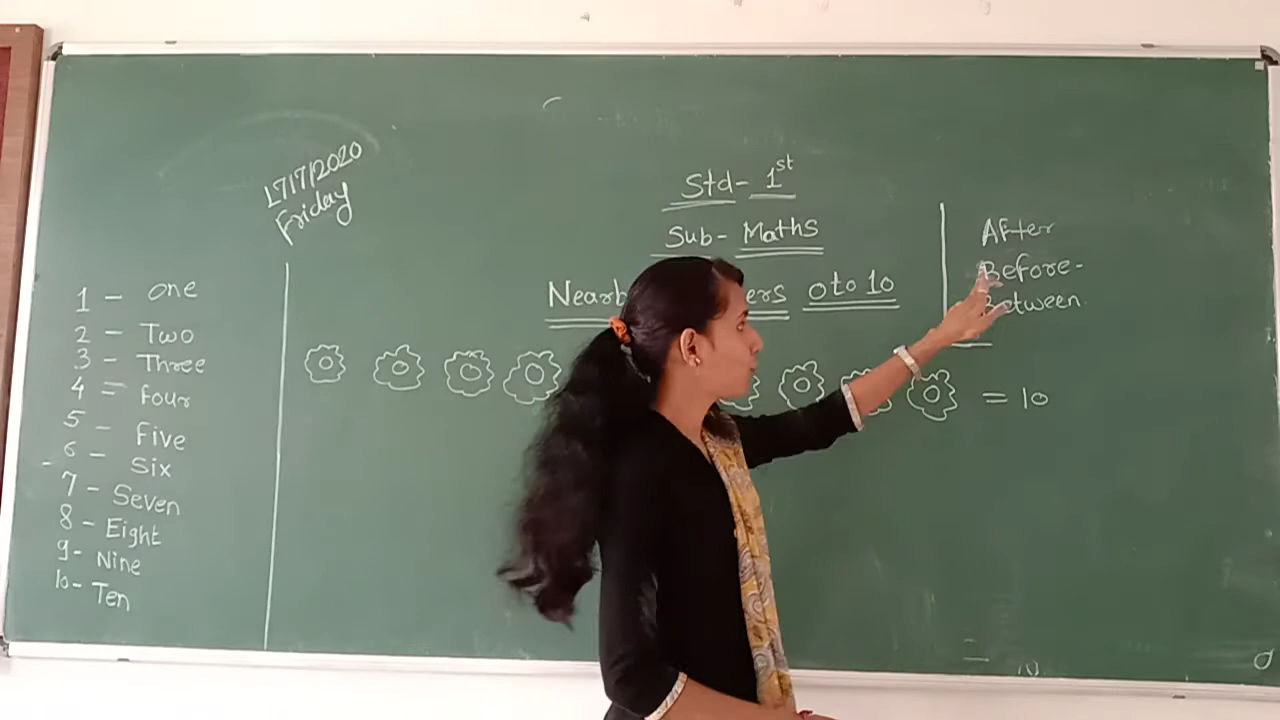 17/7/2020
Friday
Std- 1st
Sub- Maths
0 to 10
After
Before-
Between
1 - one
2 - Two
3 - Three
4 - Four
5 - Five
6 - Six
7 - Seven
8 - Eight
9- Nine
10- Ten
= 10